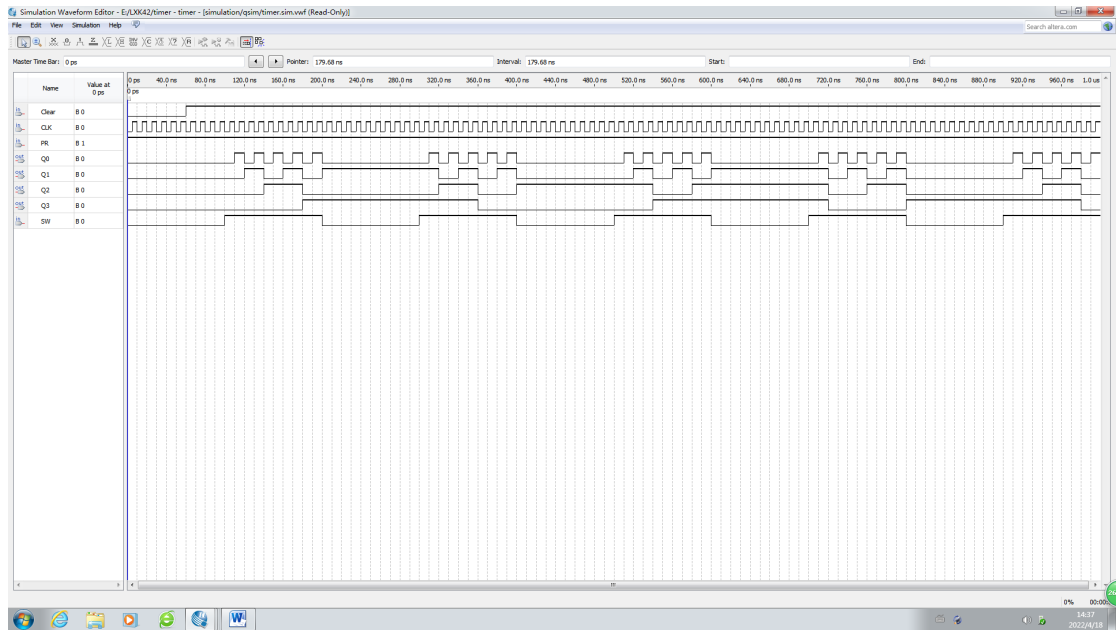 Simulation Waveform Editor - E:/LXK42/timer - timer - [simulation/qsim/timer.sim.vwf (Read-Only)]
File Edit View Simulation Help
Search altera.com
Master Time Bar: 0 ps Pointer: 179.68 ns Interval: 179.68 ns Start: End:
Name Value at 0 ps
0 ps 40.0 ns 80.0 ns 120.0 ns 160.0 ns 200.0 ns 240.0 ns 280.0 ns 320.0 ns 360.0 ns 400.0 ns 440.0 ns 480.0 ns 520.0 ns 560.0 ns 600.0 ns 640.0 ns 680.0 ns 720.0 ns 760.0 ns 800.0 ns 840.0 ns 880.0 ns 920.0 ns 960.0 ns 1.0 us
0 ps
Clear B 0
CLK B 0
PR B 1
Q0 B 0
Q1 B 0
Q2 B 0
Q3 B 0
SW B 0
0% 00:00:
14:37
2022/4/18